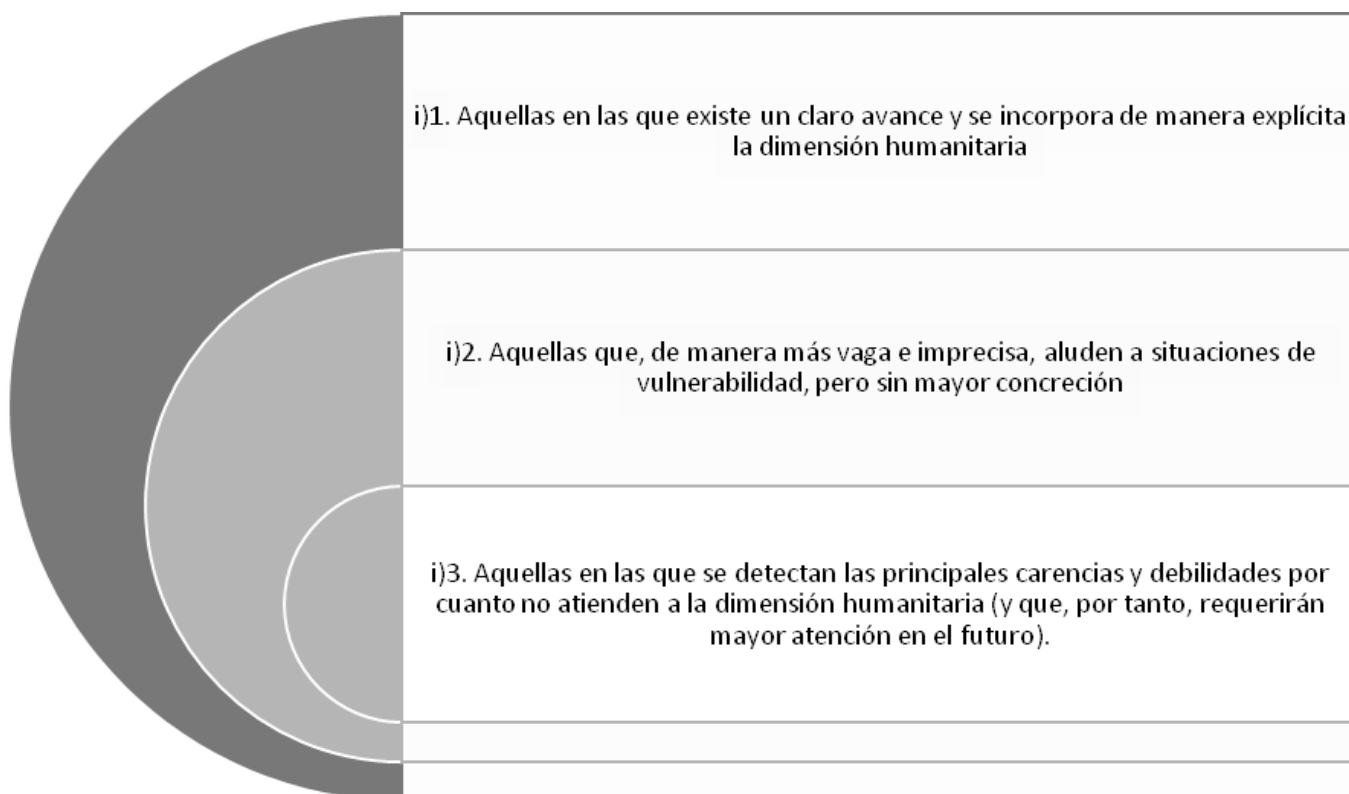 i)1. Aquellas en las que existe un claro avance y se incorpora de manera explícita
la dimensión humanitaria
i)2. Aquellas que, de manera más vaga e imprecisa, aluden a situaciones de
vulnerabilidad, pero sin mayor concreción
i)3. Aquellas en las que se detectan las principales carencias y debilidades por
cuanto no atienden a la dimensión humanitaria (y que, por tanto, requerirán
mayor atención en el futuro).